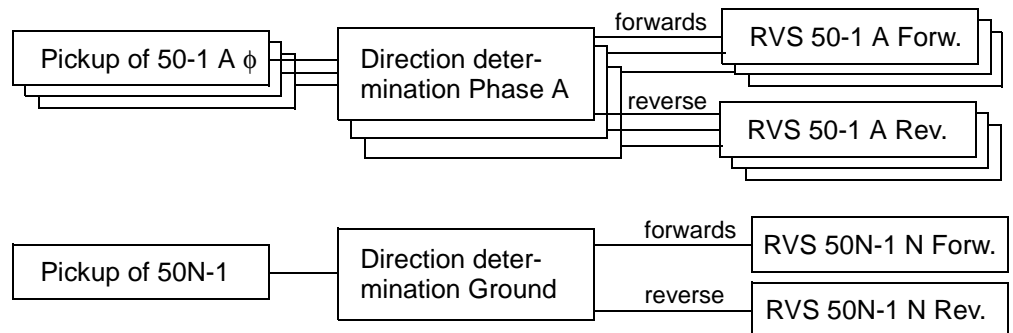 forwards
Pickup of 50-1 A ϕ
Direction deter-
mination Phase A
RVS 50-1 A Forw.
reverse
RVS 50-1 A Rev.
forwards
Pickup of 50N-1
Direction deter-
mination Ground
RVS 50N-1 N Forw.
reverse
RVS 50N-1 N Rev.